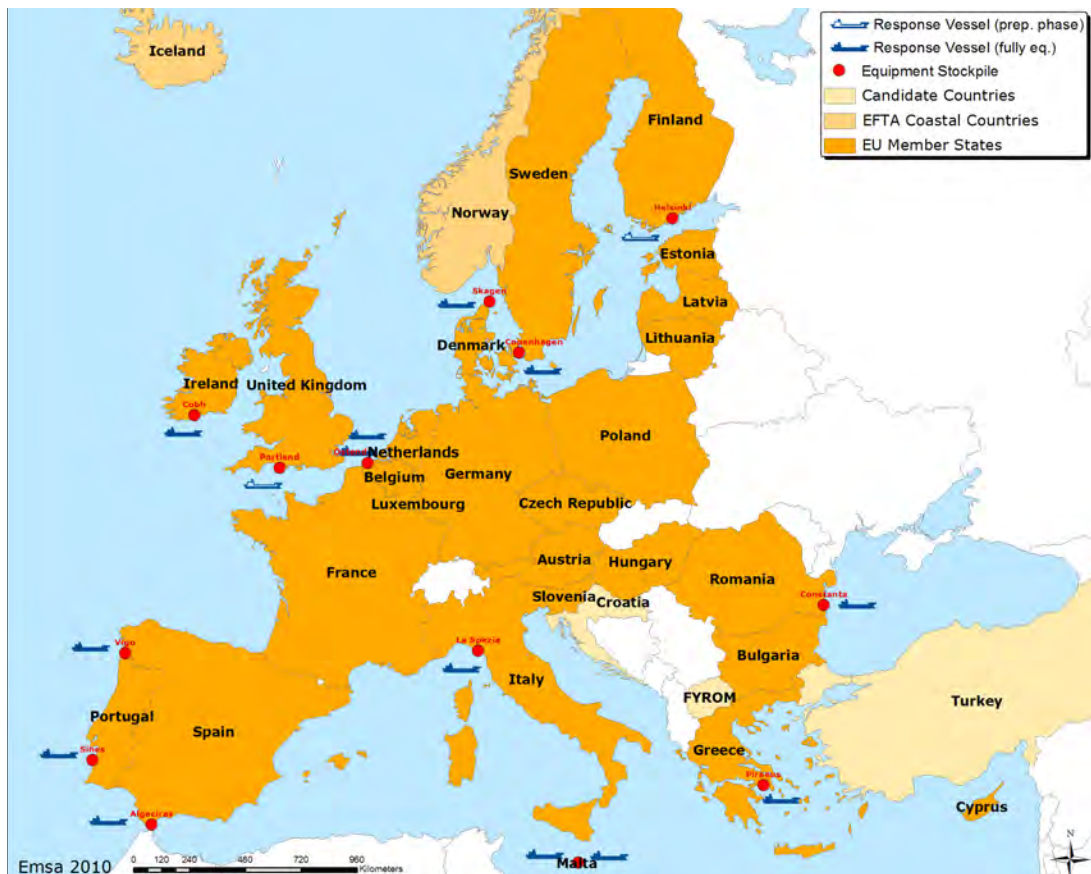 Response Vessel (prep. phase)
Response Vessel (fully eq.)
Equipment Stockpile
Candidate Countries
EFTA Coastal Countries
EU Member States
Iceland
Finland
Sweden
Norway
Helsinki
Estonia
Skagen
Latvia
Lithuania
Denmark
Copenhagen
Ireland
United Kingdom
Cobh
Poland
Portland
Netherlands
Belgium
Germany
Luxembourg
Czech Republic
Austria
Hungary
France
Romania
Slovenia
Croatia
Constanta
Vigo
La Spezia
Bulgaria
Italy
FYROM
Turkey
Portugal
Spain
Sines
Greece
Piraeus
Cyprus
Algeciras
N
Malta
Emsa 2010
0 120 240 480 720 960
Kilometers